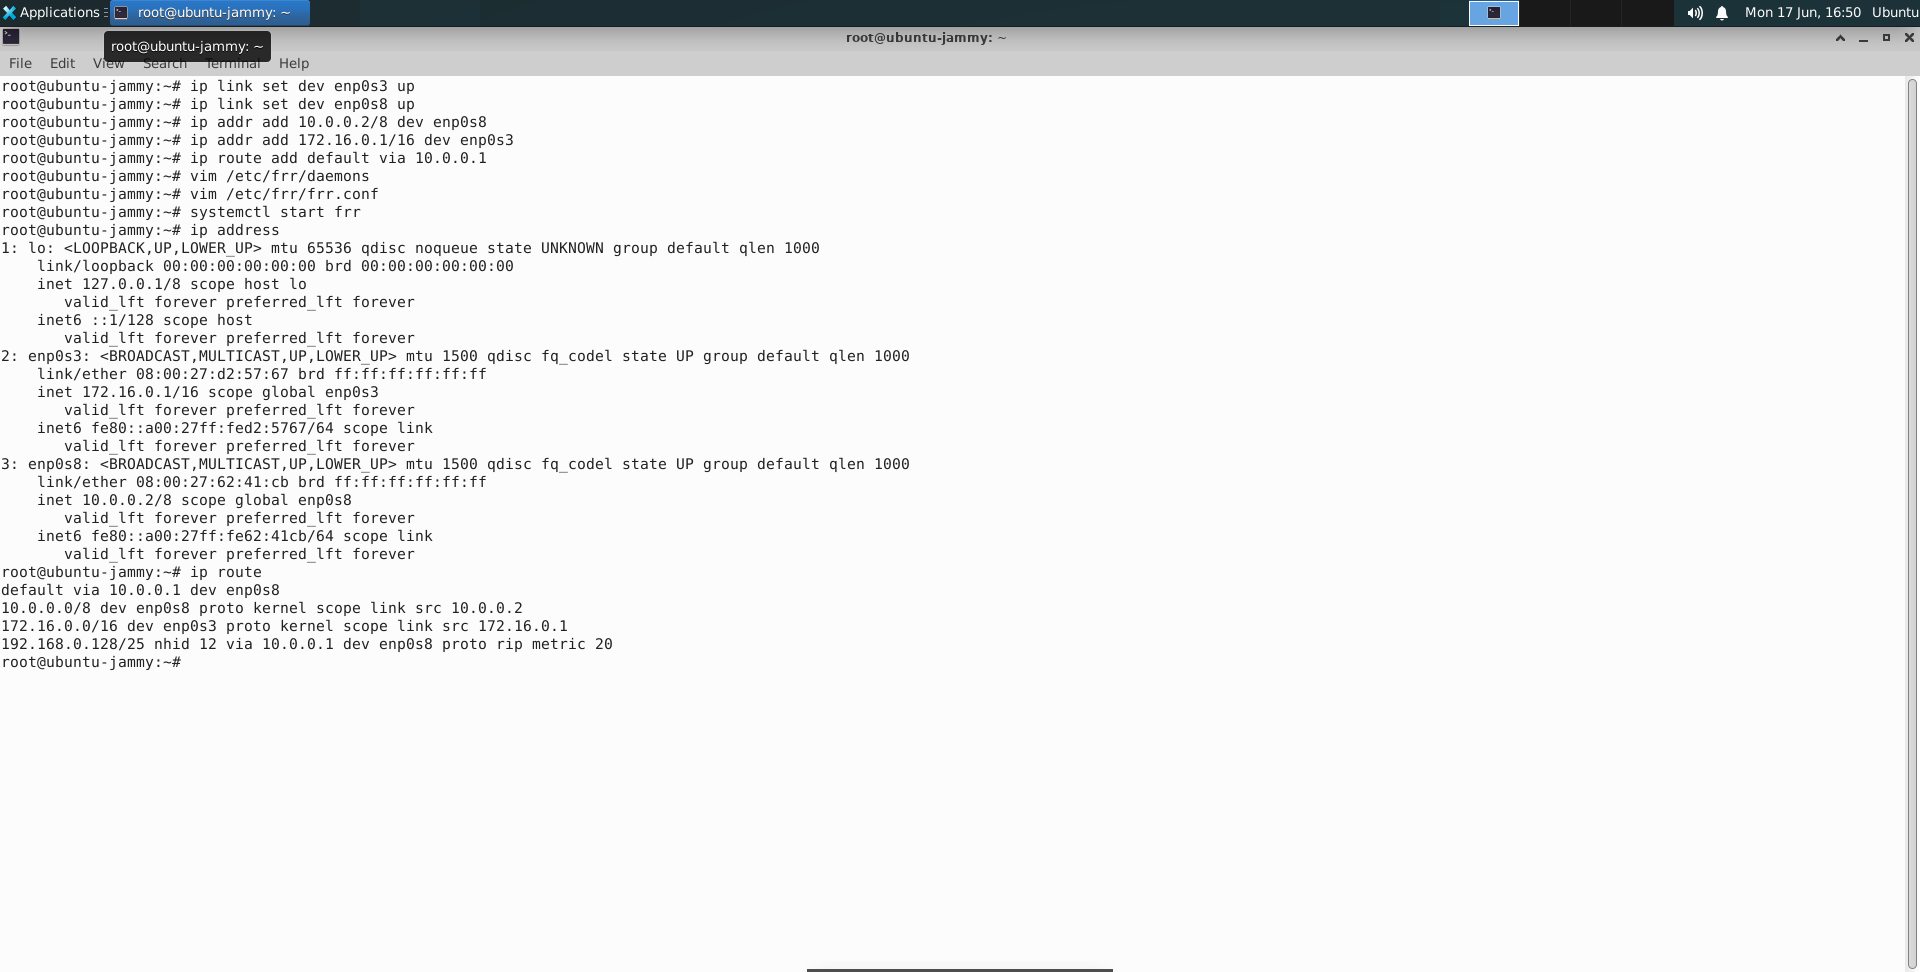 Applications root@ubuntu-jammy: ~ Mon 17 Jun, 16:50 Ubuntu
root@ubuntu-jammy: ~
root@ubuntu-jammy: ~
File Edit View Search Terminal Help
root@ubuntu-jammy:~# ip link set dev enp0s3 up
root@ubuntu-jammy:~# ip link set dev enp0s8 up
root@ubuntu-jammy:~# ip addr add 10.0.0.2/8 dev enp0s8
root@ubuntu-jammy:~# ip addr add 172.16.0.1/16 dev enp0s3
root@ubuntu-jammy:~# ip route add default via 10.0.0.1
root@ubuntu-jammy:~# vim /etc/frr/daemons
root@ubuntu-jammy:~# vim /etc/frr/frr.conf
root@ubuntu-jammy:~# systemctl start frr
root@ubuntu-jammy:~# ip address
1: lo: <LOOPBACK,UP,LOWER_UP> mtu 65536 qdisc noqueue state UNKNOWN group default qlen 1000
    link/loopback 00:00:00:00:00:00 brd 00:00:00:00:00:00
    inet 127.0.0.1/8 scope host lo
       valid_lft forever preferred_lft forever
    inet6 ::1/128 scope host
       valid_lft forever preferred_lft forever
2: enp0s3: <BROADCAST,MULTICAST,UP,LOWER_UP> mtu 1500 qdisc fq_codel state UP group default qlen 1000
    link/ether 08:00:27:d2:57:67 brd ff:ff:ff:ff:ff:ff
    inet 172.16.0.1/16 scope global enp0s3
       valid_lft forever preferred_lft forever
    inet6 fe80::a00:27ff:fed2:5767/64 scope link
       valid_lft forever preferred_lft forever
3: enp0s8: <BROADCAST,MULTICAST,UP,LOWER_UP> mtu 1500 qdisc fq_codel state UP group default qlen 1000
    link/ether 08:00:27:62:41:cb brd ff:ff:ff:ff:ff:ff
    inet 10.0.0.2/8 scope global enp0s8
       valid_lft forever preferred_lft forever
    inet6 fe80::a00:27ff:fe62:41cb/64 scope link
       valid_lft forever preferred_lft forever
root@ubuntu-jammy:~# ip route
default via 10.0.0.1 dev enp0s8
10.0.0.0/8 dev enp0s8 proto kernel scope link src 10.0.0.2
172.16.0.0/16 dev enp0s3 proto kernel scope link src 172.16.0.1
192.168.0.128/25 nhid 12 via 10.0.0.1 dev enp0s8 proto rip metric 20
root@ubuntu-jammy:~#